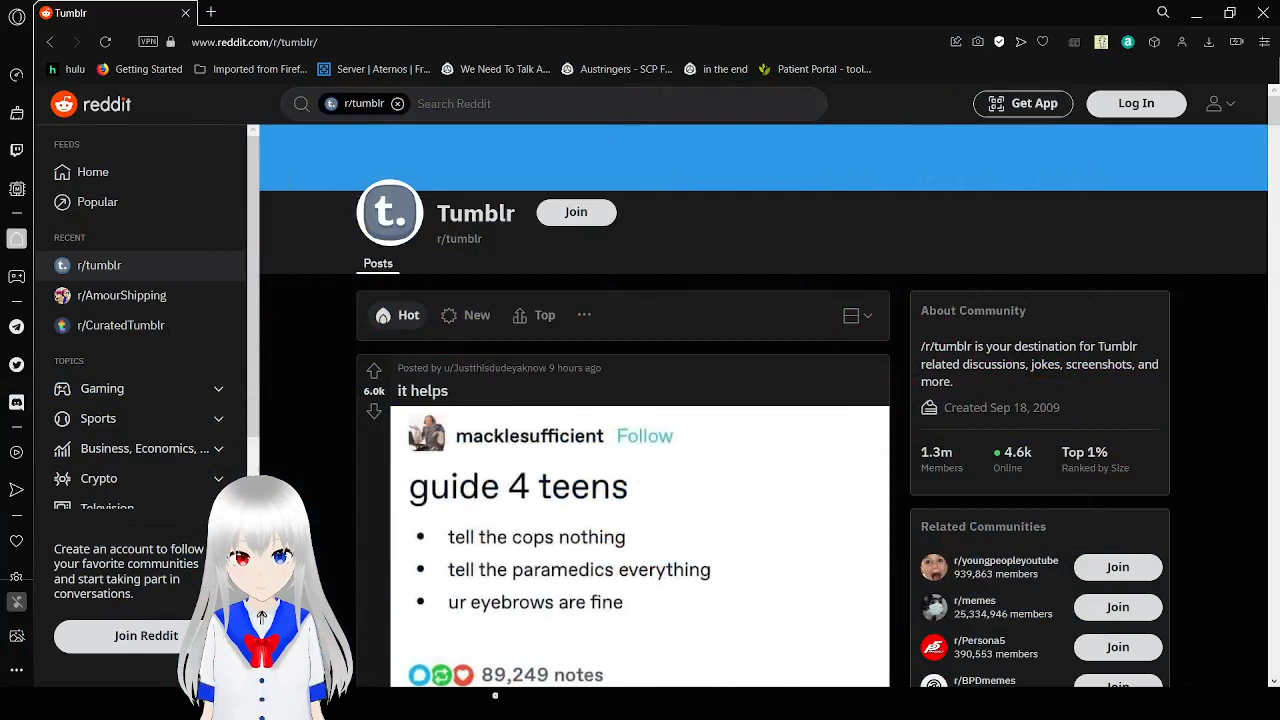 Tumblr
VPN
www.reddit.com/r/tumblr/
h hulu
Getting Started
Imported from Firef...
Server | Aternos | Fr...
We Need To Talk A...
Austringers - SCP F...
in the end
Patient Portal - tool...
reddit
r/tumblr
Search Reddit
Get App
Log In
FEEDS
Home
Popular
RECENT
r/tumblr
r/AmourShipping
r/CuratedTumblr
TOPICS
Gaming
Sports
Business, Economics, ...
Crypto
Television
Create an account to follow
your favorite communities
and start taking part in
conversations.
Join Reddit
t.
Tumblr
Join
r/tumblr
Posts
Hot
New
Top
Posted by u/Justthisdudeyaknow 9 hours ago
6.0k
it helps
macklesufficient Follow
guide 4 teens
• tell the cops nothing
• tell the paramedics everything
• ur eyebrows are fine
89,249 notes
About Community
/r/tumblr is your destination for Tumblr
related discussions, jokes, screenshots, and
more.
Created Sep 18, 2009
1.3m
Members
4.6k
Online
Top 1%
Ranked by Size
Related Communities
r/youngpeopleyoutube
939,863 members
Join
r/memes
25,334,946 members
Join
r/Persona5
390,553 members
Join
r/BPDmemes
Join